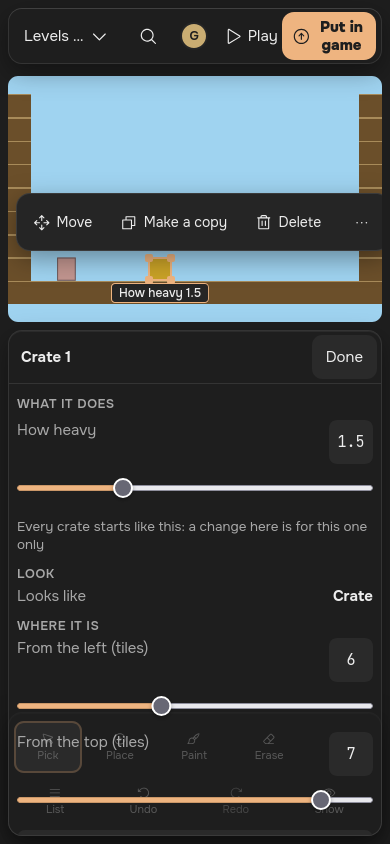 Levels ...
G
Play
Put in
game
Move
Make a copy
Delete
...
How heavy 1.5
Crate 1
Done
WHAT IT DOES
How heavy
1.5
Every crate starts like this: a change here is for this one
only
LOOK
Looks like
Crate
WHERE IT IS
From the left (tiles)
6
From the top (tiles)
7
Pick
Place
Paint
Erase
List
Undo
Redo
Show